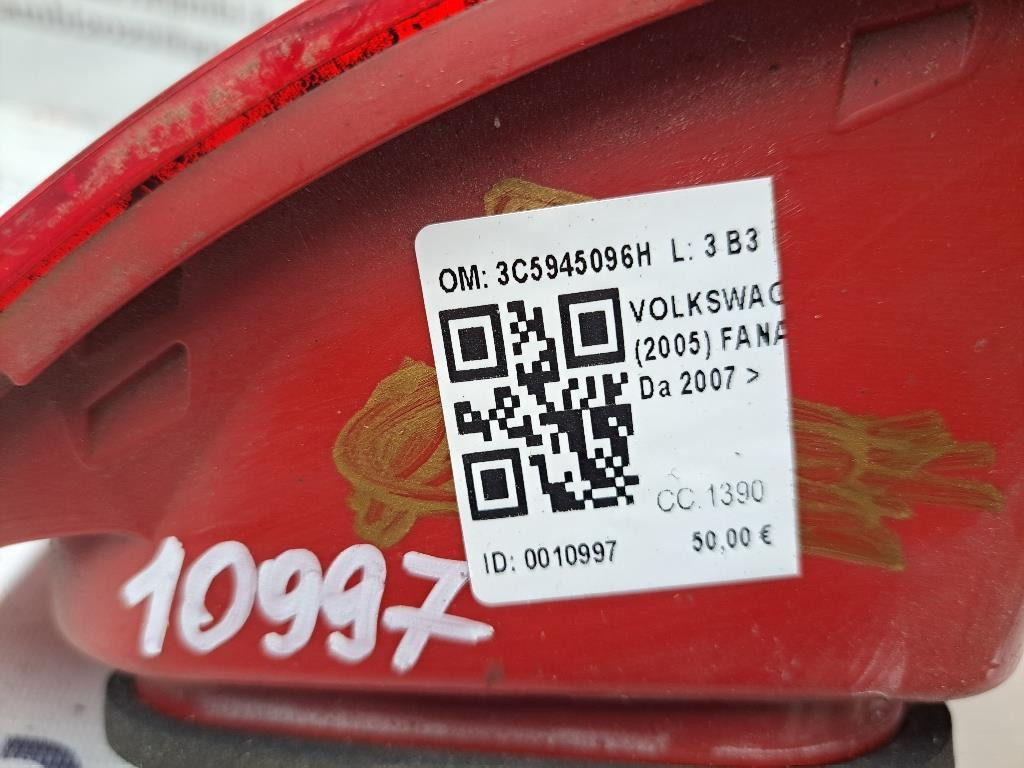 OM: 3C5945096H L: 3 B3
VOLKSWAG
(2005) FANA
Da 2007 >
CC. 1390
ID: 0010997
50,00 €
10997